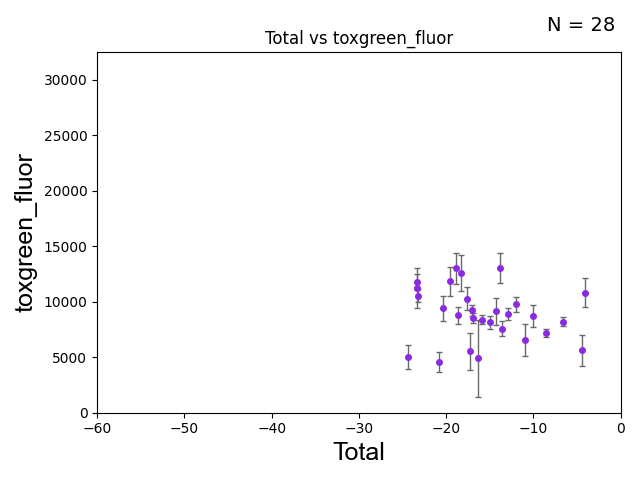 N = 28
Total vs toxgreen_fluor
30000
25000
20000
15000
10000
5000
0
toxgreen_fluor
−60 −50 −40 −30 −20 −10 0
Total